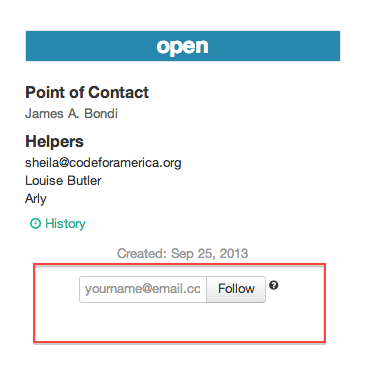 open
Point of Contact
James A. Bondi
Helpers
sheila@codeforamerica.org
Louise Butler
Arly
History
Created: Sep 25, 2013
yourname@email.co Follow ?